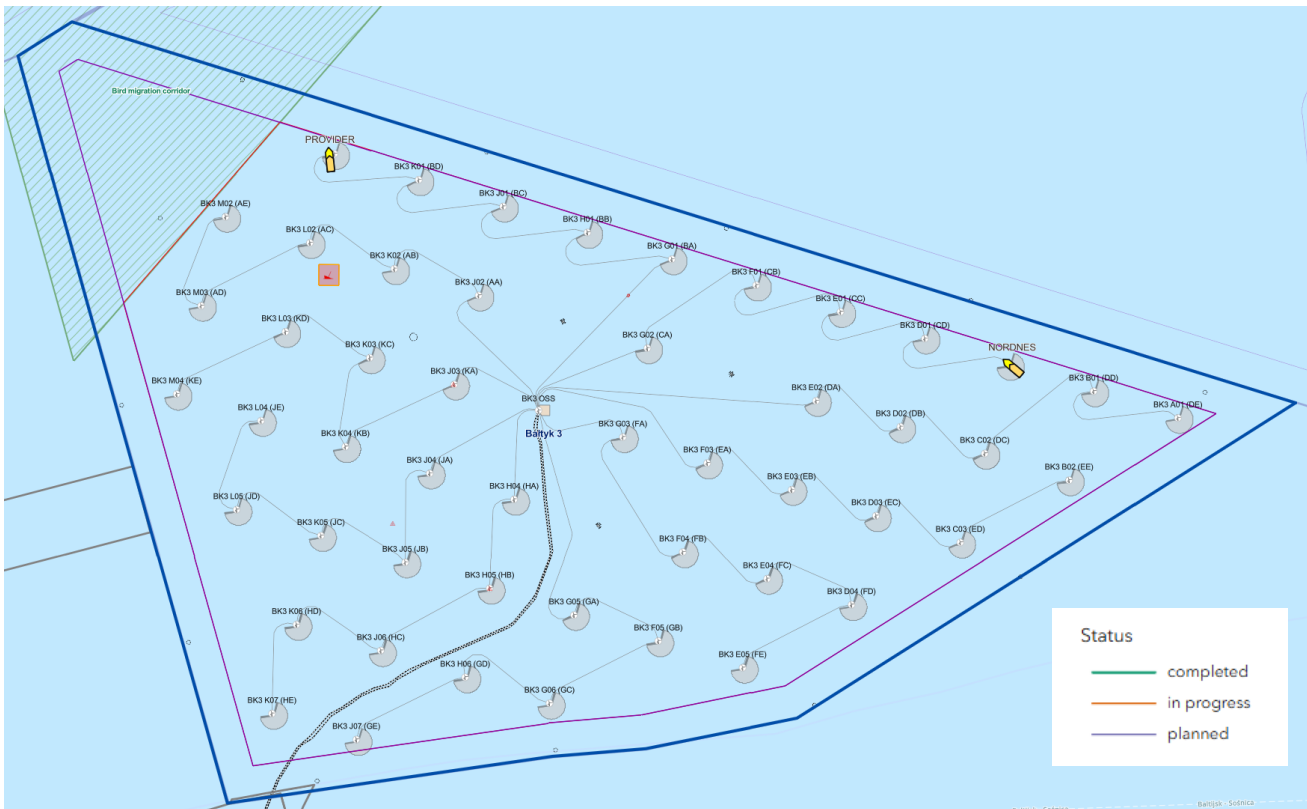 Bird migration corridor
PROVIDER
BK3 K01 (BD)
BK3 J01 (BC)
BK3 M02 (AE)
BK3 H01 (BB)
BK3 L02 (AC)
BK3 G01 (BA)
BK3 K02 (AB)
BK3 F01 (CB)
BK3 J02 (AA)
BK3 M03 (AD)
BK3 E01 (CC)
BK3 L03 (KD)
BK3 D01 (CD)
BK3 G02 (CA)
BK3 K03 (KC)
NORDNES
BK3 J03 (KA)
BK3 B01 (DD)
BK3 M04 (KE)
BK3 E02 (DA)
BK3 OSS
BK3 A01 (DE)
BK3 L04 (JE)
BK3 D02 (DB)
BK3 G03 (FA)
Bałtyk 3
BK3 K04 (KB)
BK3 C02 (DC)
BK3 F03 (EA)
BK3 J04 (JA)
BK3 B02 (EE)
BK3 E03 (EB)
BK3 H04 (HA)
BK3 L05 (JD)
BK3 D03 (EC)
BK3 K05 (JC)
BK3 C03 (ED)
BK3 F04 (FB)
BK3 J05 (JB)
BK3 E04 (FC)
BK3 H05 (HB)
BK3 D04 (FD)
BK3 G05 (GA)
BK3 K06 (HD)
BK3 F05 (GB)
BK3 J06 (HC)
BK3 E05 (FE)
BK3 H06 (GD)
BK3 G06 (GC)
BK3 K07 (HE)
BK3 J07 (GE)
Status
completed
in progress
planned
Baltijsk - Sośnica